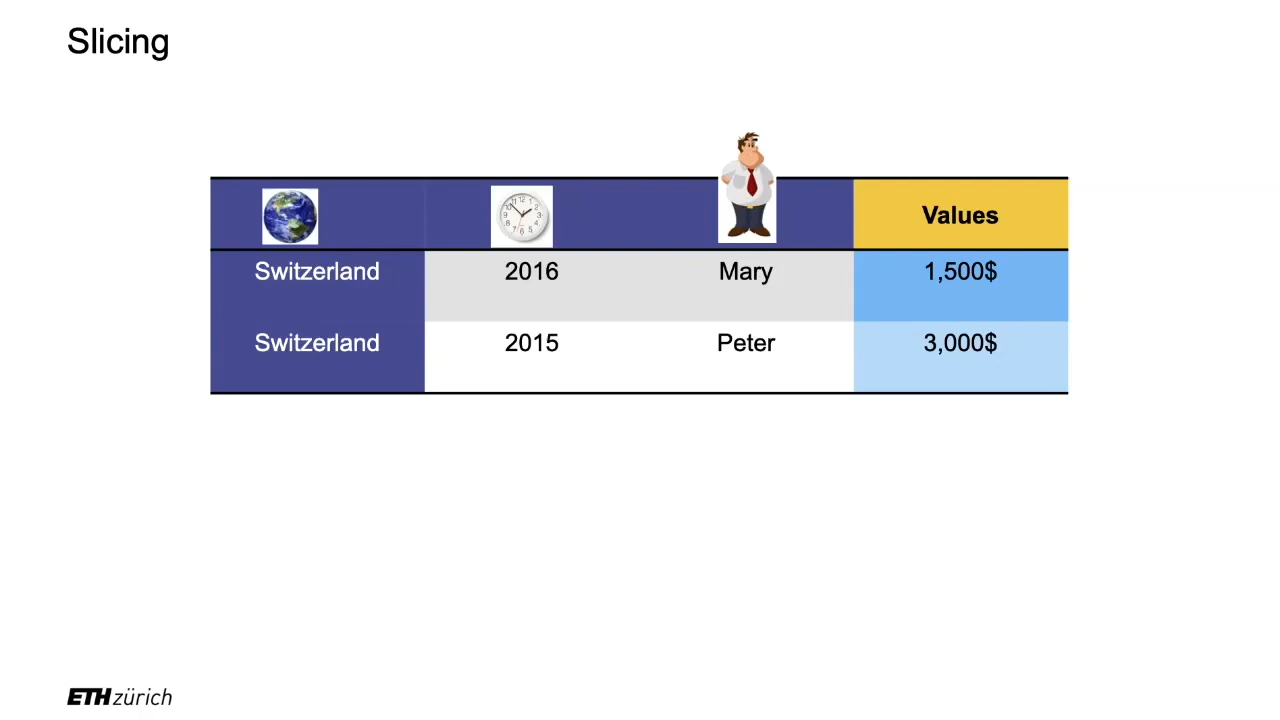 Slicing
Values
Switzerland 2016 Mary 1,500$
Switzerland 2015 Peter 3,000$
ETH zürich